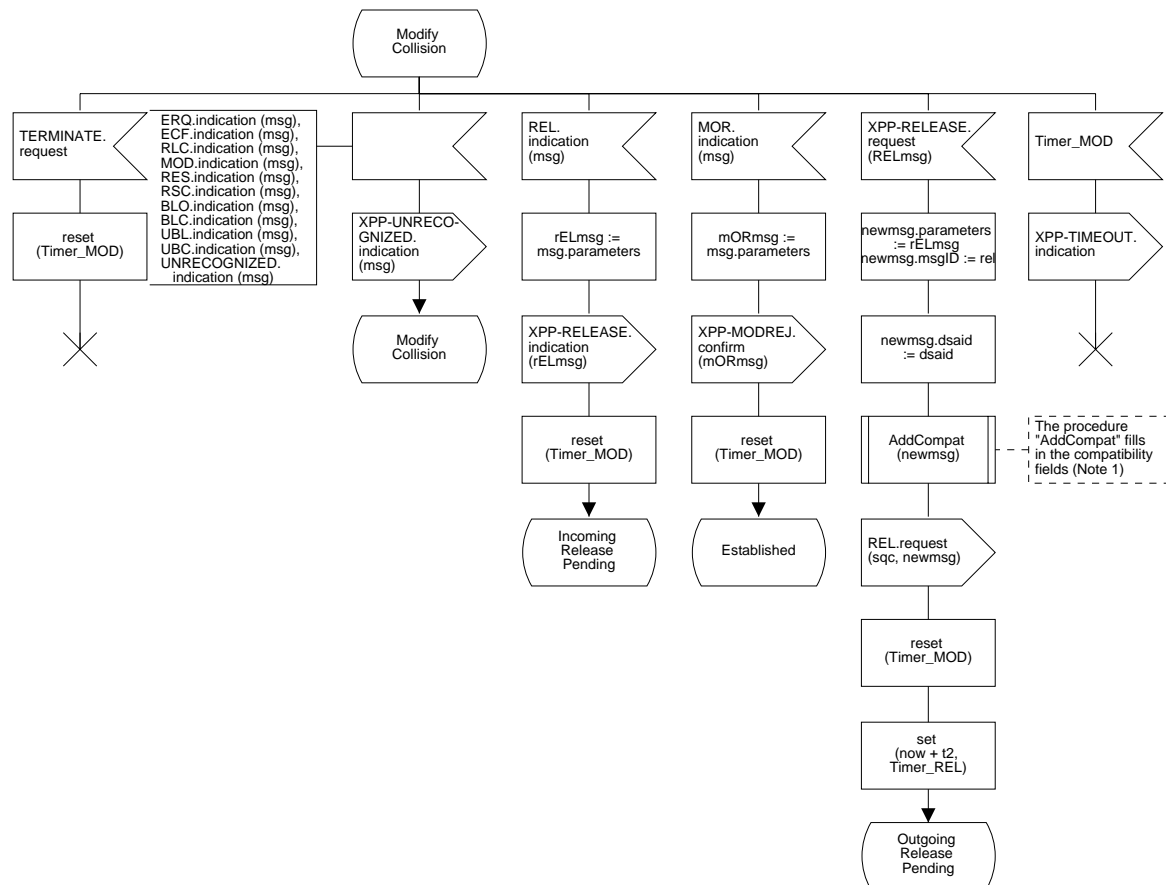 Modify
Collision
TERMINATE.
request
reset
(Timer_MOD)
ERQ.indication (msg),
ECF.indication (msg),
RLC.indication (msg),
MOD.indication (msg),
RES.indication (msg),
RSC.indication (msg),
BLO.indication (msg),
BLC.indication (msg),
UBL.indication (msg),
UBC.indication (msg),
UNRECOGNIZED.
indication (msg)
XPP-UNRECO-
GNIZED.
indication
(msg)
Modify
Collision
REL.
indication
(msg)
rELmsg :=
msg.parameters
XPP-RELEASE.
indication
(rELmsg)
reset
(Timer_MOD)
Incoming
Release
Pending
MOR.
indication
(msg)
mORmsg :=
msg.parameters
XPP-MODREJ.
confirm
(mORmsg)
reset
(Timer_MOD)
Established
XPP-RELEASE.
request
(RELmsg)
newmsg.parameters
:= rELmsg
newmsg.msgID := rel
newmsg.dsaid
:= dsaid
AddCompat
(newmsg)
The procedure
"AddCompat" fills
in the compatibility
fields (Note 1)
REL.request
(sqc, newmsg)
reset
(Timer_MOD)
set
(now + t2,
Timer_REL)
Outgoing
Release
Pending
Timer_MOD
XPP-TIMEOUT.
indication